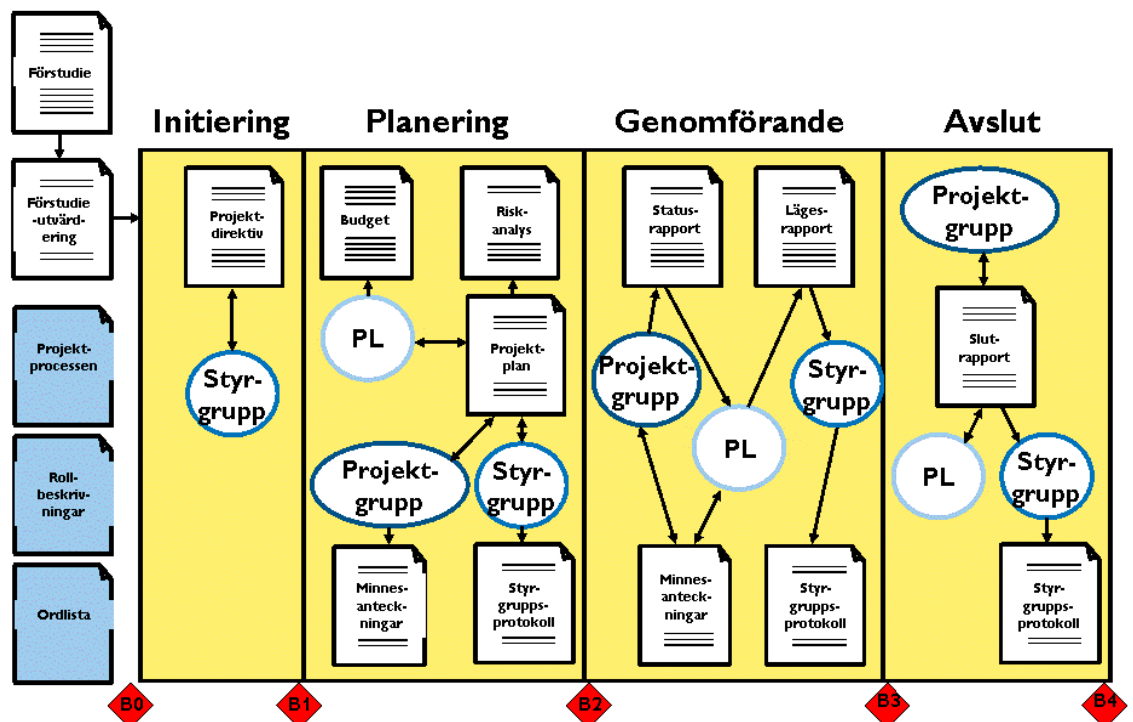 Förstudie
Förstudie
-utvärd-
ering
Projekt-
processen
Roll-
beskriv-
ningar
Ordlista
Initiering
Projekt-
direktiv
Styr-
grupp
Planering
Budget
Risk-
analys
PL
Projekt-
plan
Projekt-
grupp
Styr-
grupp
Minnes-
anteck-
ningar
Styr-
grupps-
protokoll
Genomförande
Status-
rapport
Läges-
rapport
Projekt-
grupp
Styr-
grupp
PL
Minnes-
anteck-
ningar
Styr-
grupps-
protokoll
Avslut
Projekt-
grupp
Slut-
rapport
PL
Styr-
grupp
Styr-
grupps-
protokoll
B0
B1
B2
B3
B4